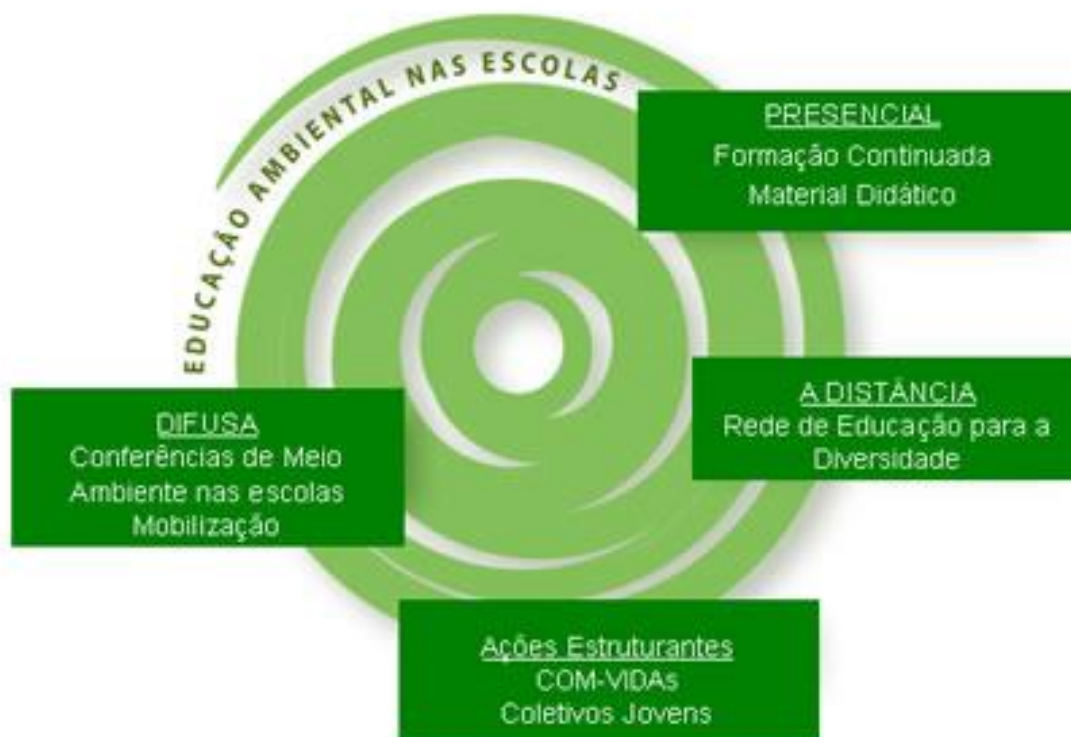 EDUCAÇÃO AMBIENTAL NAS ESCOLAS
PRESENCIAL
Formação Continuada
Material Didático
A DISTÂNCIA
Rede de Educação para a
Diversidade
DIFUSA
Conferências de Meio
Ambiente nas escolas
Mobilização
Ações Estruturantes
COM-VIDAs
Coletivos Jovens